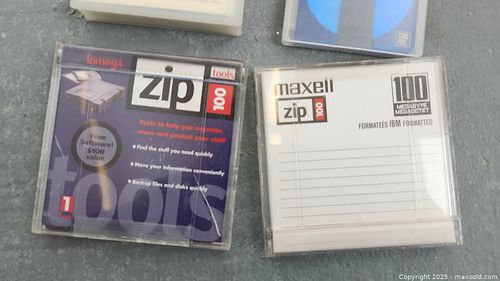 Iomega
zip 100
tools
Tools to help you organize,
move and protect your stuff
• Find the stuff you need quickly
• Move your information conveniently
• Backup files and disks quickly
Free
Software!
$100
value
tools
1
maxell
zip 100
100
MEGABYTE
MEGAOCTET
FORMATÉES IBM FORMATTED
Copyright © 2025 - maxsold.com